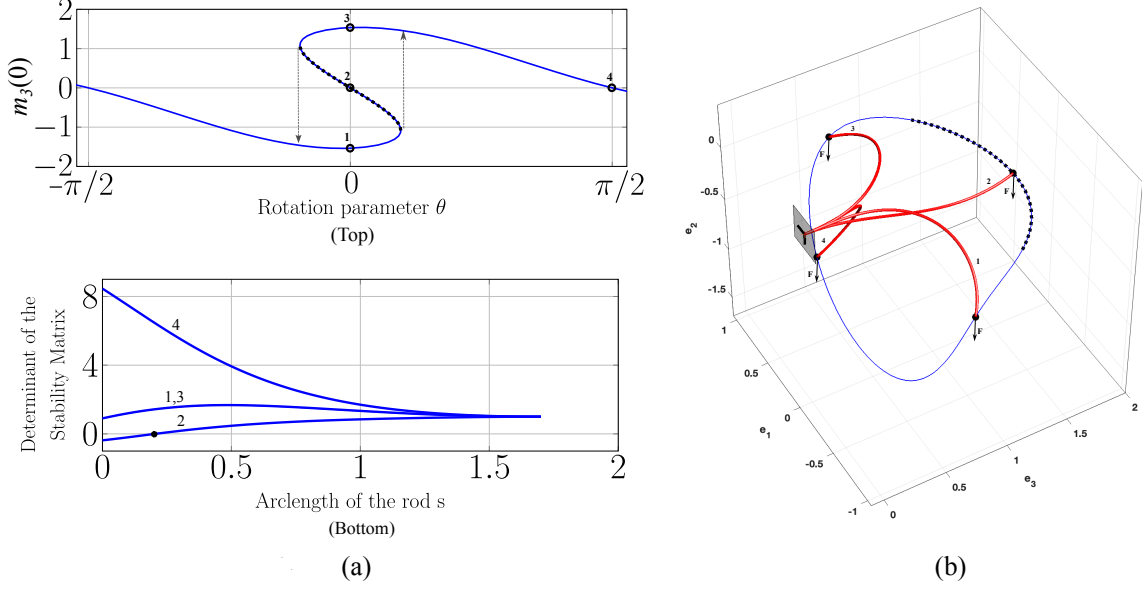 m₃(0)
2
1
0
−1
−2
3
2
1
4
−π/2
0
π/2
Rotation parameter θ
(Top)
Determinant of the
Stability Matrix
8
4
0
4
1,3
2
0
0.5
1
1.5
2
Arclength of the rod s
(Bottom)
(a)
e₂
0
-0.5
-1
-1.5
1
0.5
0
-0.5
-1
e₁
0
0.5
1
1.5
2
e₃
3
F
2
F
4
F
1
F
(b)